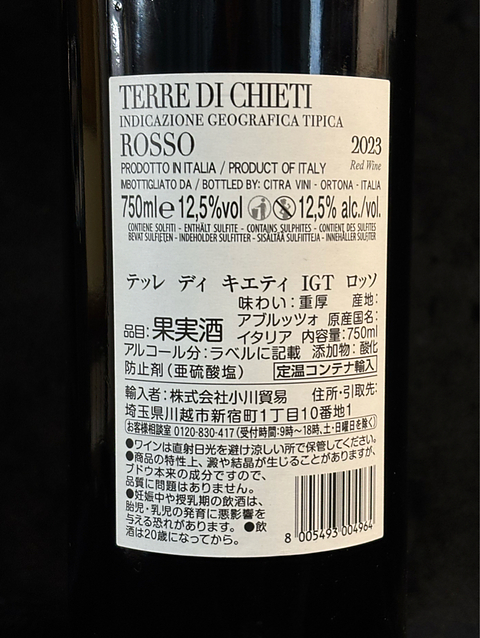 TERRE DI CHIETI
INDICAZIONE GEOGRAFICA TIPICA
ROSSO 2023
Red Wine
PRODOTTO IN ITALIA / PRODUCT OF ITALY
IMBOTTIGLIATO DA / BOTTLED BY: CITRA VINI - ORTONA - ITALIA
750ml e 12,5%vol 12,5% alc./vol.
CONTIENE SOLFITI - ENTHÄLT SULFITE - CONTAINS SULPHITES - CONTIENT DES SULFITES
BEVAT SULFIETEN - INDEHOLDER SULFITTER - SISÄLTÄÄ SULFIITTEJA - INNEHÅLLER SULFITER
テッレ ディ キエティ IGT ロッソ
味わい:重厚 産地:
品目:果実酒 アブルッツォ 原産国名:
イタリア 内容量:750ml
アルコール分:ラベルに記載 添加物:酸化
防止剤(亜硫酸塩) 定温コンテナ輸入
輸入者:株式会社小川貿易 住所・引取先:
埼玉県川越市新宿町1丁目10番地1
お客様相談室 0120-830-417(受付時間:9時~18時、土・日曜日を除く)
●ワインは直射日光を避け涼しい所で保管してください。
●商品の特性上、澱や結晶が生じることがありますが、
ブドウ本来の成分ですので、
品質に問題はありません。
●妊娠中や授乳期の飲酒は、
胎児・乳児の発育に悪影響を
与える恐れがあります。 ●飲
酒は20歳になってから。
8 005493 004964